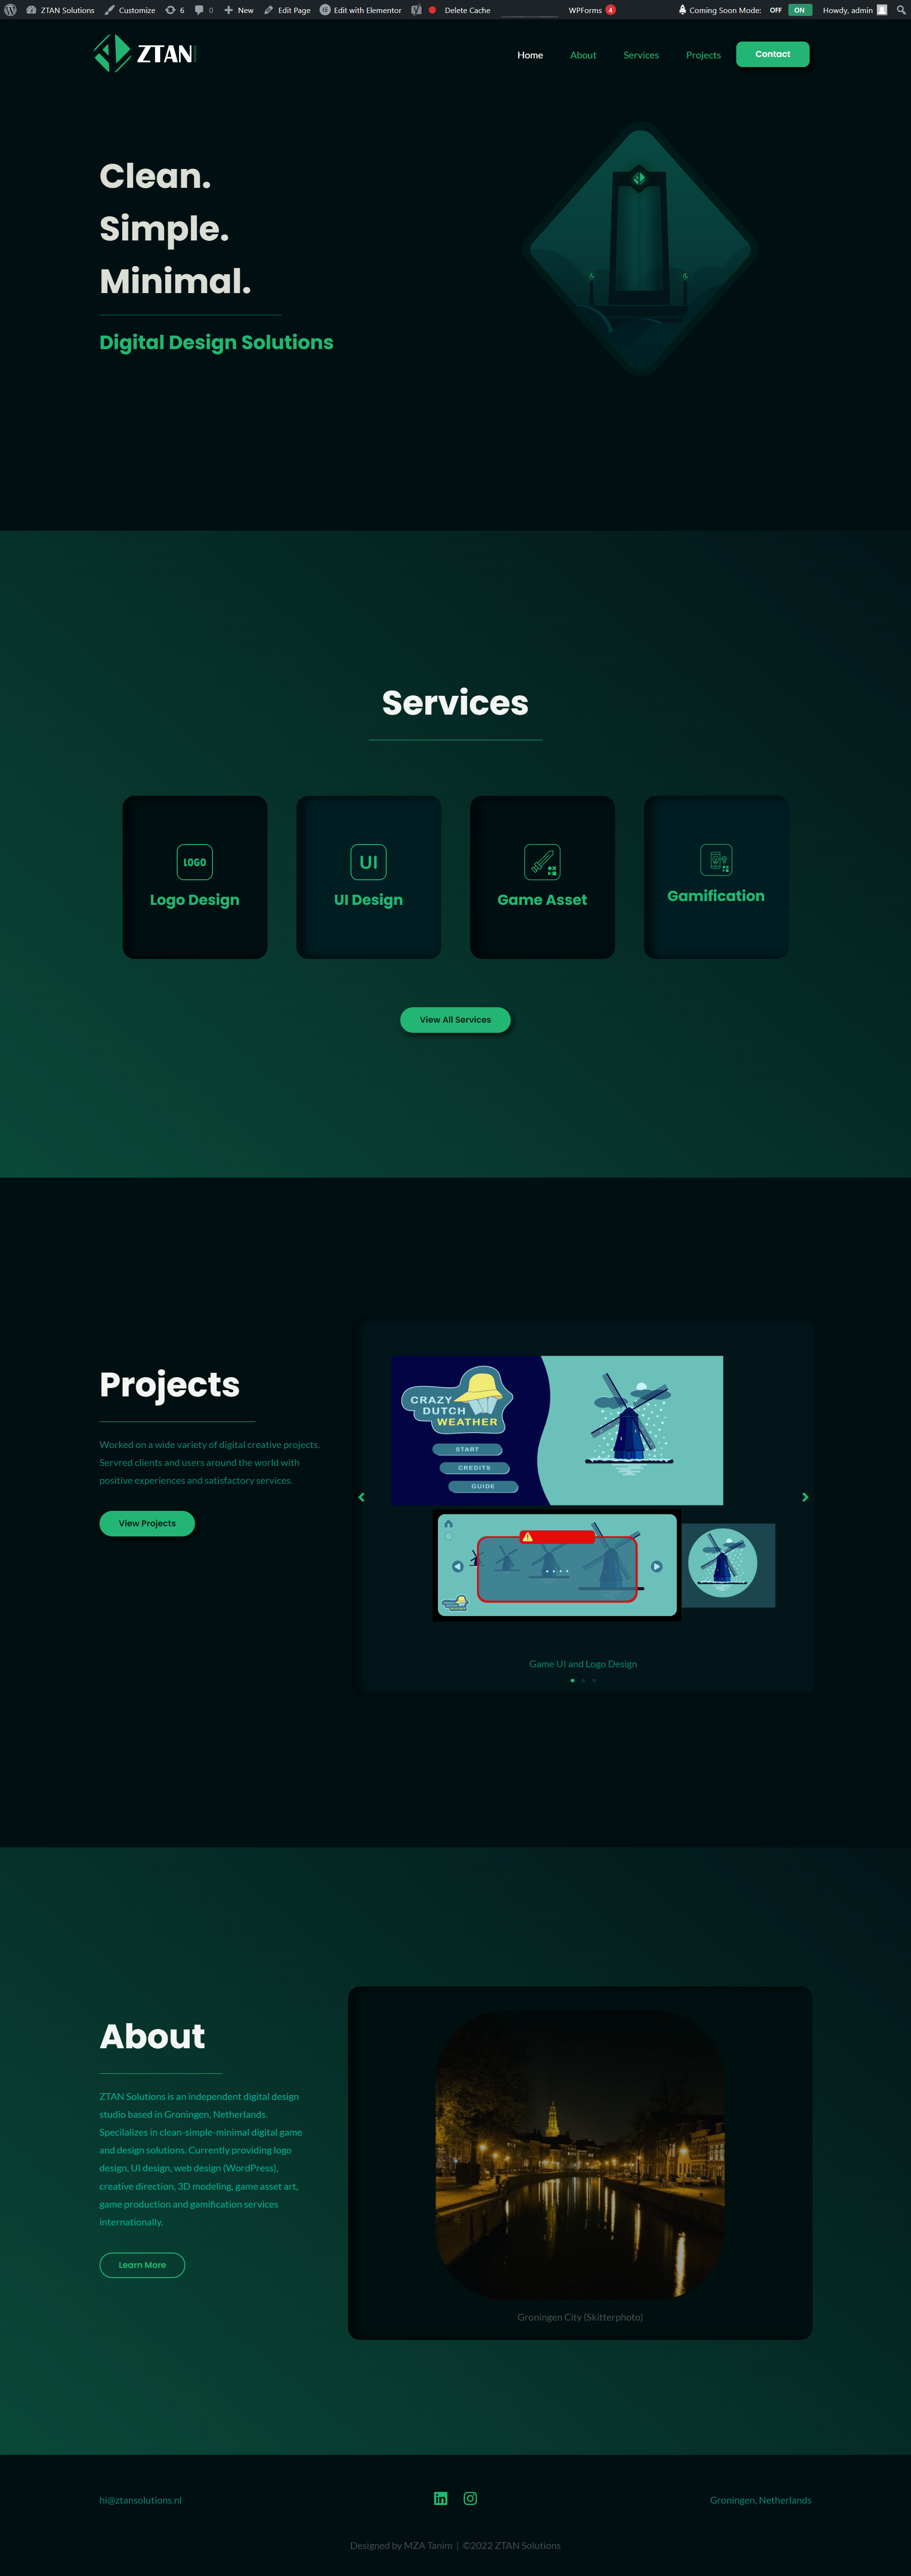 ZTAN Solutions Customize 6 0 New Edit Page Edit with Elementor Delete Cache WPForms 4 Coming Soon Mode: OFF ON Howdy, admin
ZTAN
Home About Services Projects Contact
Clean.
Simple.
Minimal.
Digital Design Solutions
Services
LOGO
Logo Design
UI
UI Design
Game Asset
Gamification
View All Services
Projects
Worked on a wide variety of digital creative projects.
Servred clients and users around the world with
positive experiences and satisfactory services.
View Projects
CRAZY
DUTCH
WEATHER
START
CREDITS
GUIDE
Game UI and Logo Design
About
ZTAN Solutions is an independent digital design
studio based in Groningen, Netherlands.
Specilalizes in clean-simple-minimal digital game
and design solutions. Currently providing logo
design, UI design, web design (WordPress),
creative direction, 3D modeling, game asset art,
game production and gamification services
internationally.
Learn More
Groningen City (Skitterphoto)
hi@ztansolutions.nl
Groningen, Netherlands
Designed by MZA Tanim | ©2022 ZTAN Solutions